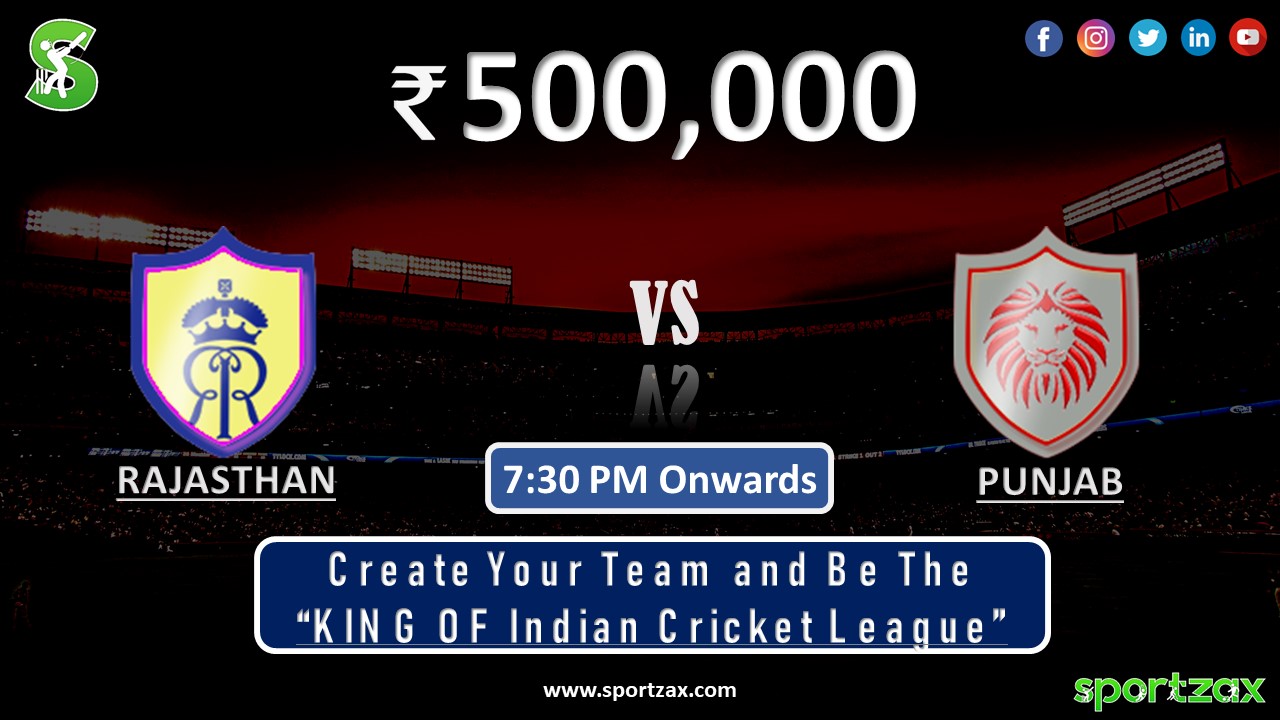 ₹500,000
VS
RAJASTHAN
PUNJAB
7:30 PM Onwards
Create Your Team and Be The
“KING OF Indian Cricket League”
www.sportzax.com
sportzax